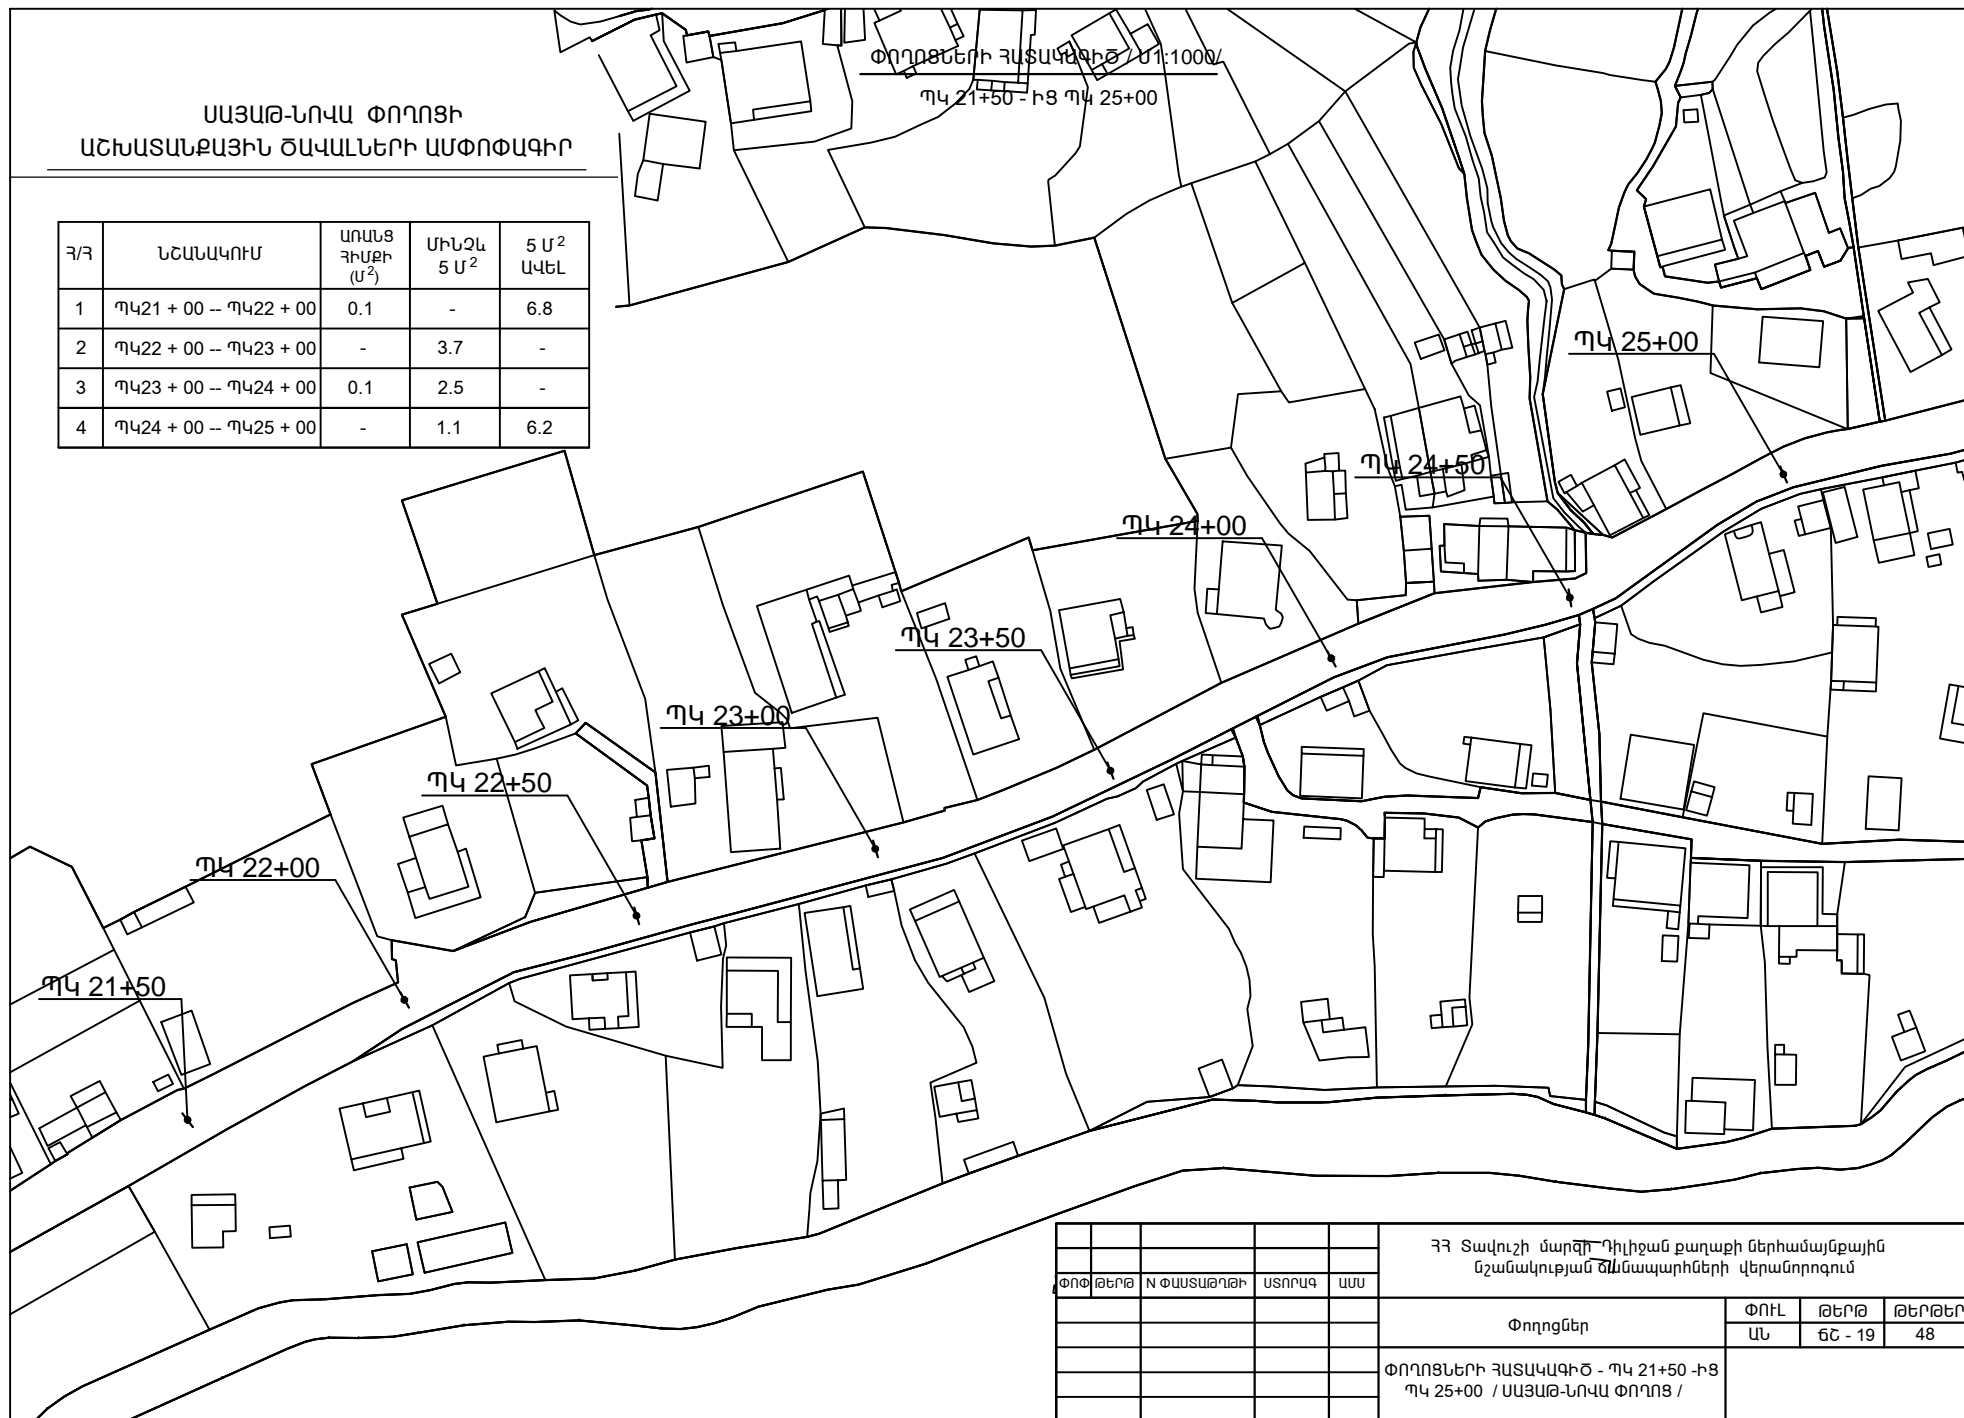 ՓՈՂՈՑՆԵՐԻ ՀԱՏԱԿԱԳԻԾ / Մ1:1000/
ՊԿ 21+50 - ԻՑ ՊԿ 25+00
ՍԱՅԱԹ-ՆՈՎԱ ՓՈՂՈՑԻ
ԱՇԽԱՏԱՆՔԱՅԻՆ ԾԱՎԱԼՆԵՐԻ ԱՄՓՈՓԱԳԻՐ
Հ/Հ ՆՇԱՆԱԿՈՒՄ ԱՌԱՆՑ ՀԻՄՔԻ (Մ²) ՄԻՆՉև 5 Մ² 5 Մ² ԱՎԵԼ
1 ՊԿ21 + 00 -- ՊԿ22 + 00 0.1 - 6.8
2 ՊԿ22 + 00 -- ՊԿ23 + 00 - 3.7 -
3 ՊԿ23 + 00 -- ՊԿ24 + 00 0.1 2.5 -
4 ՊԿ24 + 00 -- ՊԿ25 + 00 - 1.1 6.2
ՊԿ 25+00
ՊԿ 24+50
ՊԿ 24+00
ՊԿ 23+50
ՊԿ 23+00
ՊԿ 22+50
ՊԿ 22+00
ՊԿ 21+50
ՀՀ Տավուշի մարզի Դիլիջան քաղաքի ներհամայնքային
նշանակության ճանապարհների վերանորոգում
ՓՈՓ ԹԵՐԹ N ՓԱՍՏԱԹՂԹԻ ՍՏՈՐԱԳ ԱՄՍ
Փողոցներ
ՓՈՒԼ ԹԵՐԹ ԹԵՐԹԵՐ
ԱՆ ՃՇ - 19 48
ՓՈՂՈՑՆԵՐԻ ՀԱՏԱԿԱԳԻԾ - ՊԿ 21+50 -ԻՑ
ՊԿ 25+00 / ՍԱՅԱԹ-ՆՈՎԱ ՓՈՂՈՑ /